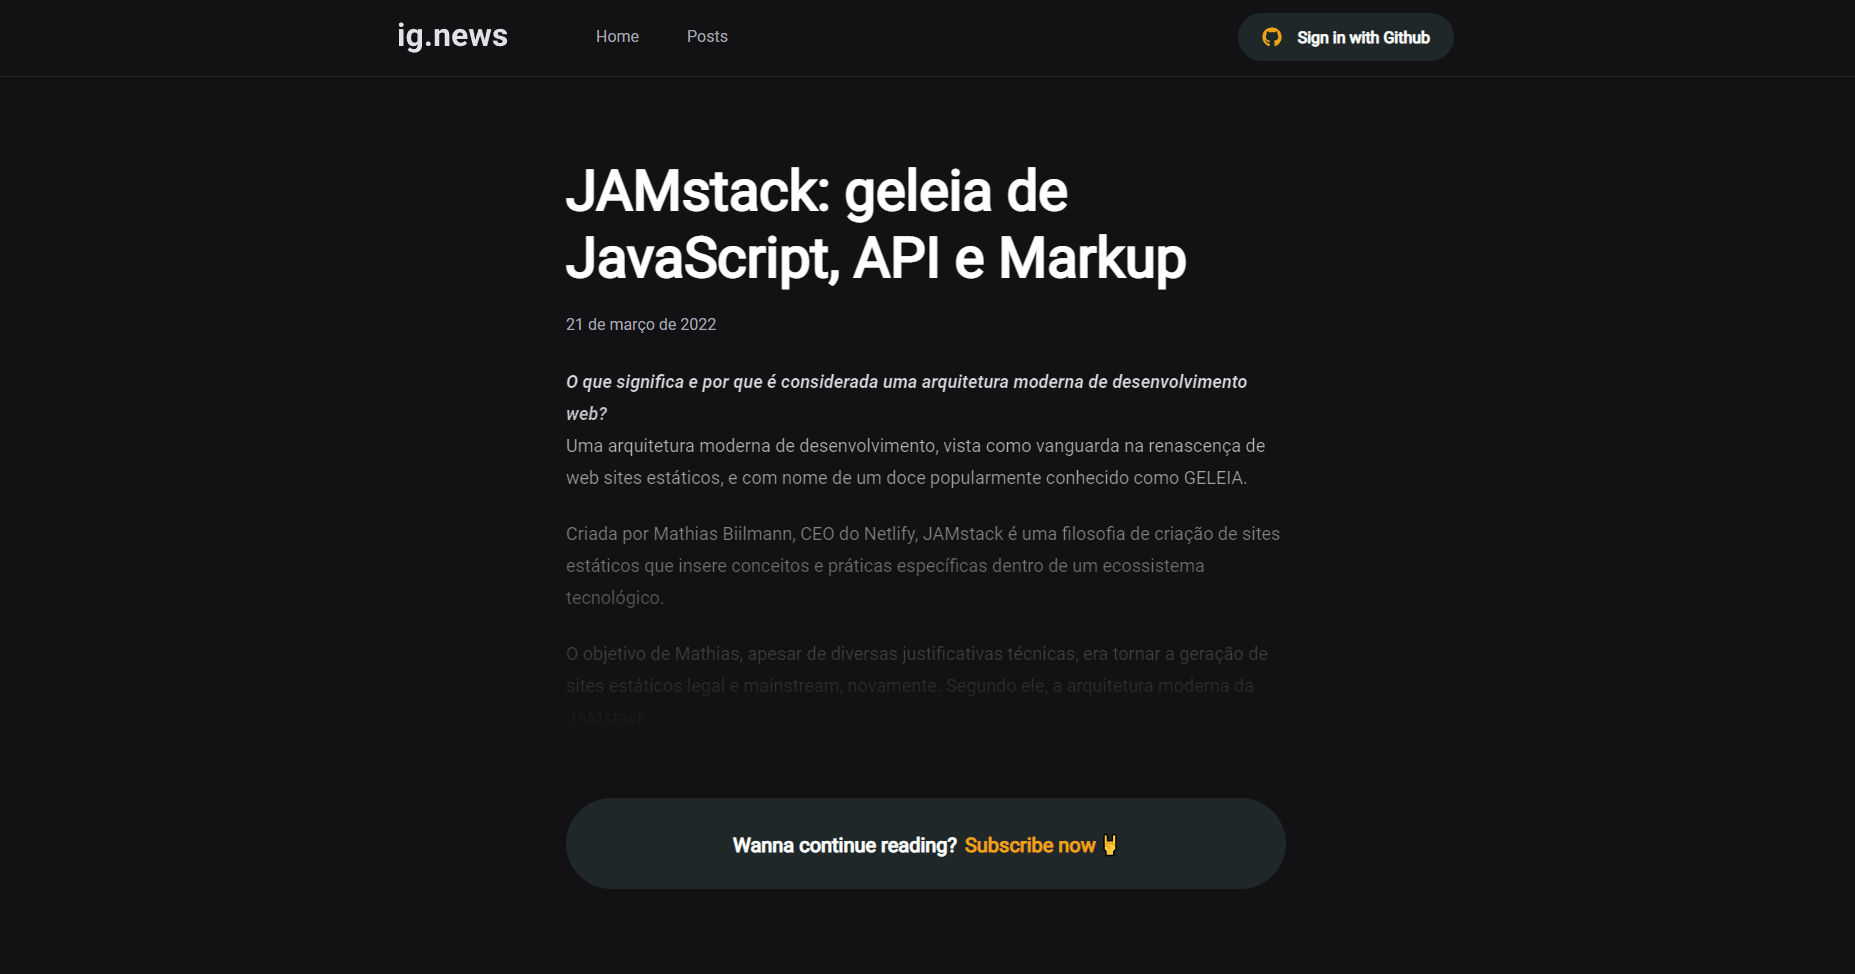 ig.news
Home
Posts
Sign in with Github
JAMstack: geleia de
JavaScript, API e Markup
21 de março de 2022
O que significa e por que é considerada uma arquitetura moderna de desenvolvimento
web?
Uma arquitetura moderna de desenvolvimento, vista como vanguarda na renascença de
web sites estáticos, e com nome de um doce popularmente conhecido como GELEIA.
Criada por Mathias Biilmann, CEO do Netlify, JAMstack é uma filosofia de criação de sites
estáticos que insere conceitos e práticas específicas dentro de um ecossistema
tecnológico.
O objetivo de Mathias, apesar de diversas justificativas técnicas, era tornar a geração de
sites estáticos legal e mainstream, novamente. Segundo ele, a arquitetura moderna da
JAMstack:
Wanna continue reading? Subscribe now 🤘